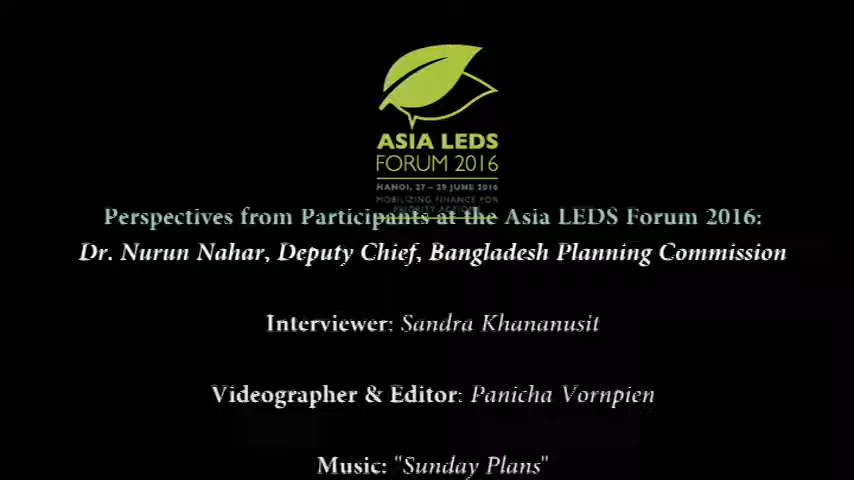 ASIA LEDS
FORUM 2016
HANOI, 27 – 29 JUNE 2016
MOBILIZING FINANCE FOR
PRIORITY ACTIONS
Perspectives from Participants at the Asia LEDS Forum 2016:
Dr. Nurun Nahar, Deputy Chief, Bangladesh Planning Commission
Interviewer: Sandra Khananusit
Videographer & Editor: Panicha Vornpien
Music: "Sunday Plans"